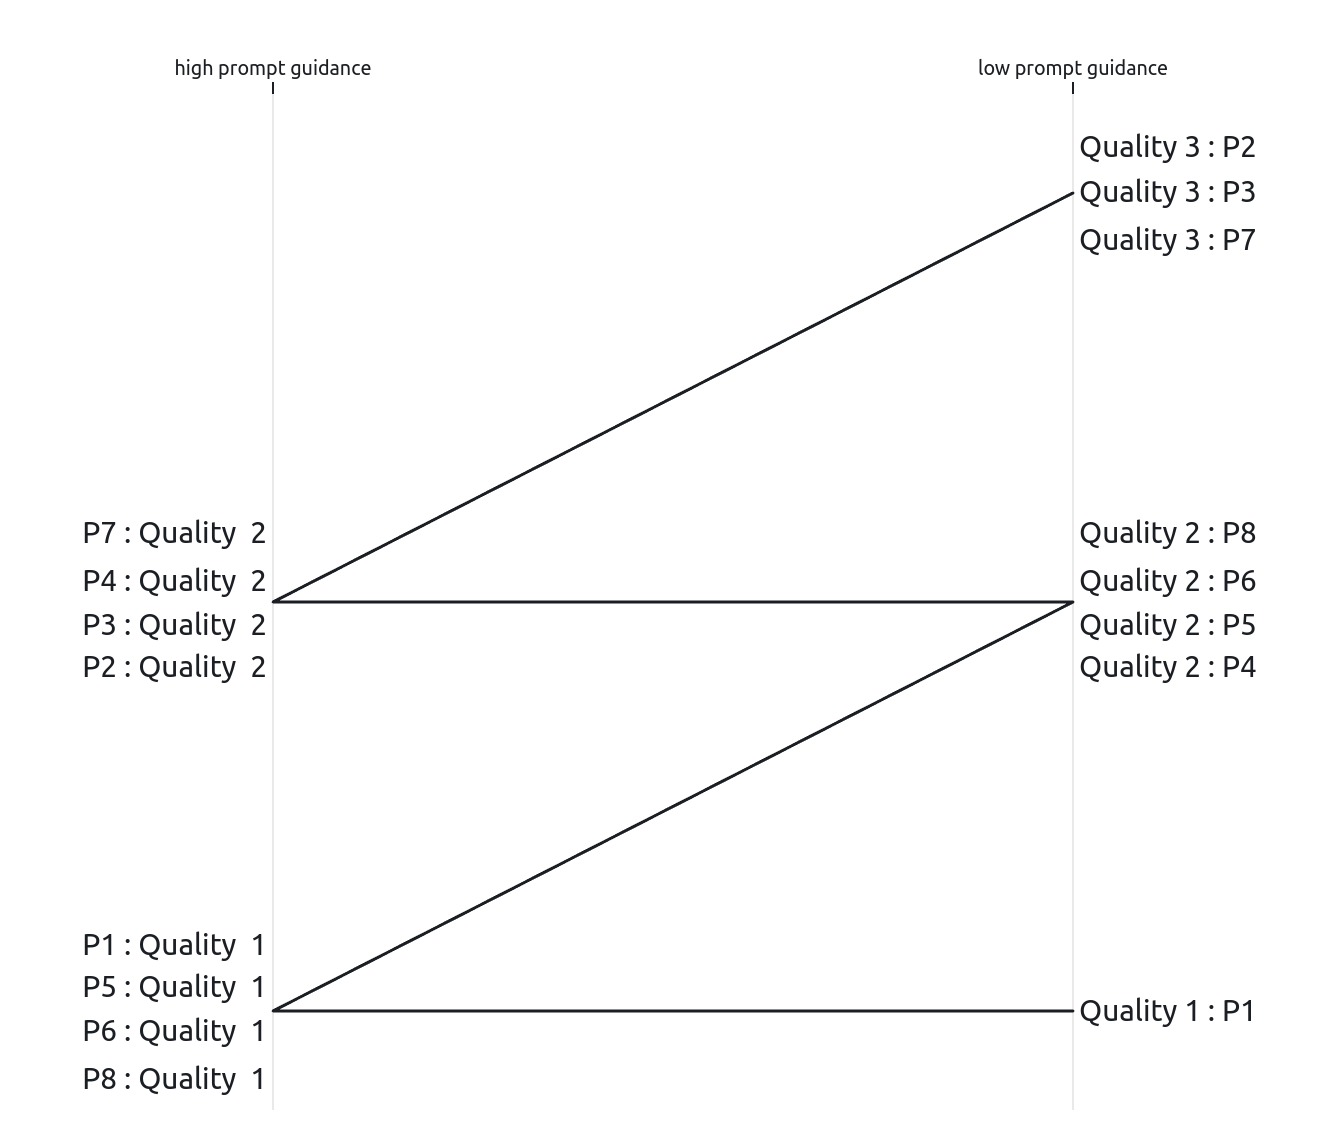 high prompt guidance
low prompt guidance
Quality 3 : P2
Quality 3 : P3
Quality 3 : P7
P7 : Quality  2
P4 : Quality  2
P3 : Quality  2
P2 : Quality  2
Quality 2 : P8
Quality 2 : P6
Quality 2 : P5
Quality 2 : P4
P1 : Quality  1
P5 : Quality  1
P6 : Quality  1
P8 : Quality  1
Quality 1 : P1